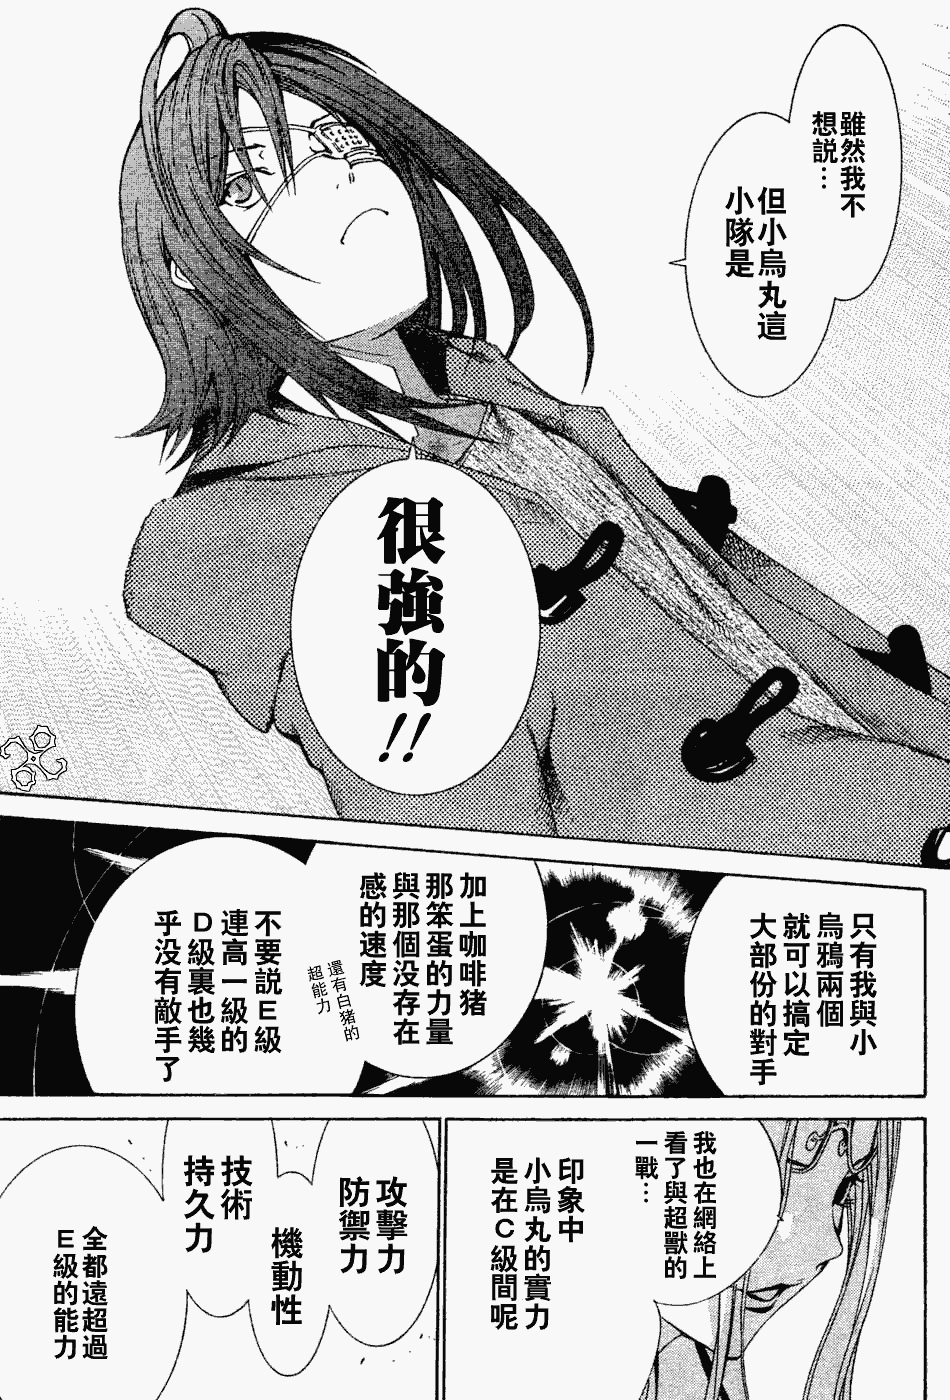 雖然我不
想説…
但小烏丸這
小隊是
很強的!!
只有我與小
烏鴉兩個
就可以搞定
大部份的對手
加上咖啡猪
那笨蛋的力量
與那個没存在
感的速度
還有白猪的
超能力
不要説E級
連高一級的
D級裏也幾
乎没有敵手了
我也在網絡上
看了與超獸的
一戰…
印象中
小烏丸的實力
是在C級間呢
攻擊力
防禦力
機動性
技術
持久力
全都遠超過
E級的能力